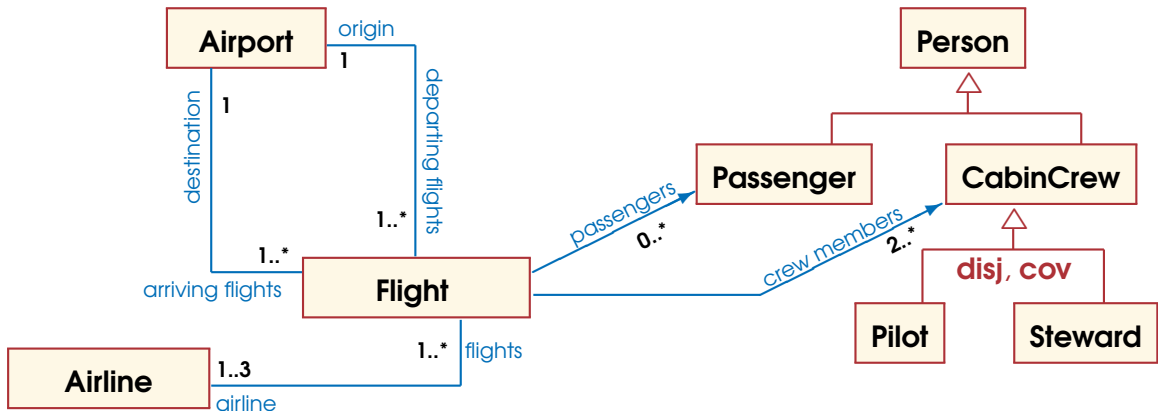 Airport
origin
1
Person
destination
1
departing flights
Passenger
CabinCrew
passengers
0..*
crew members
2..*
1..*
1..*
arriving flights
Flight
disj, cov
Pilot
Steward
1..*
flights
Airline
1..3
airline